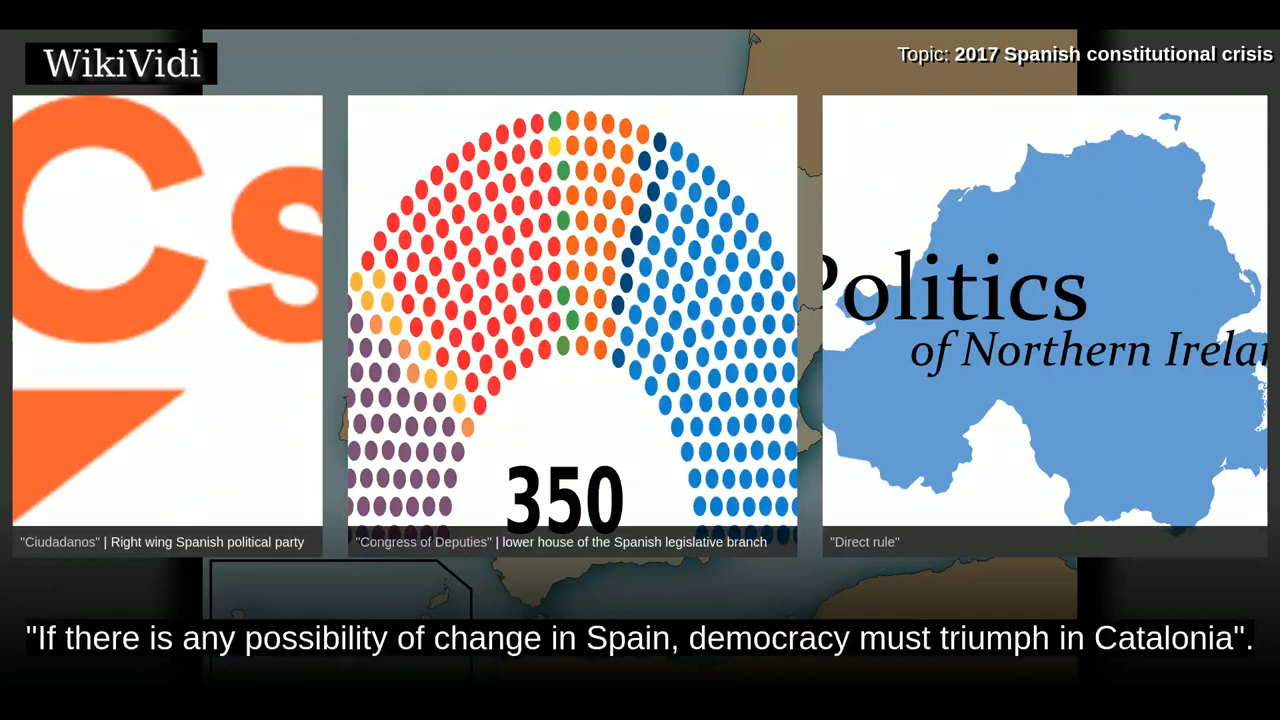 WikiVidi
Topic: 2017 Spanish constitutional crisis
Cs
350
Politics
of Northern Irelan
"Ciudadanos" | Right wing Spanish political party
"Congress of Deputies" | lower house of the Spanish legislative branch
"Direct rule"
"If there is any possibility of change in Spain, democracy must triumph in Catalonia".